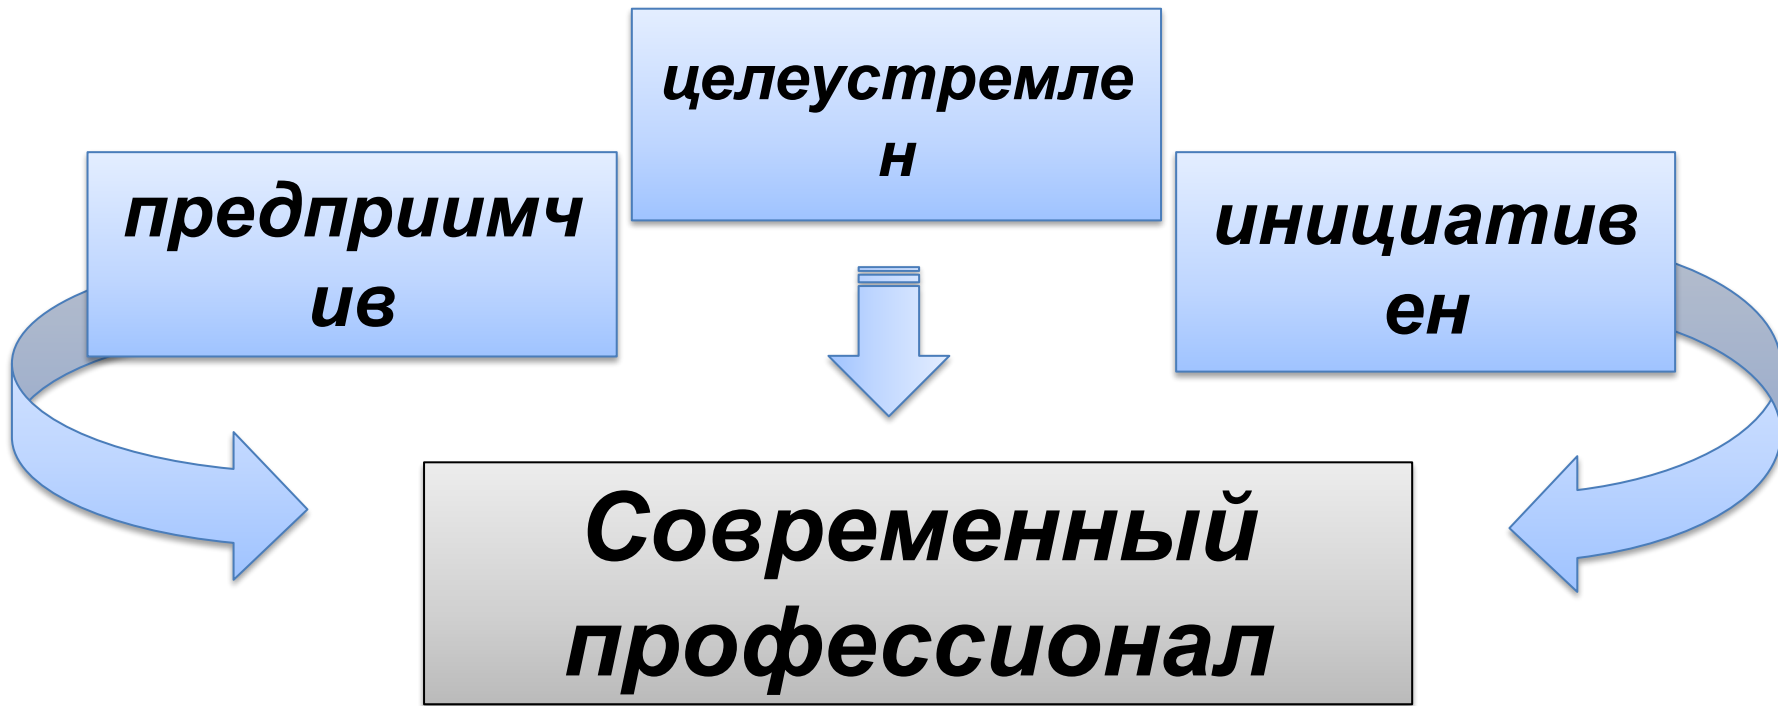 целеустремле
н
предприимч
ив
инициатив
ен
Современный
профессионал